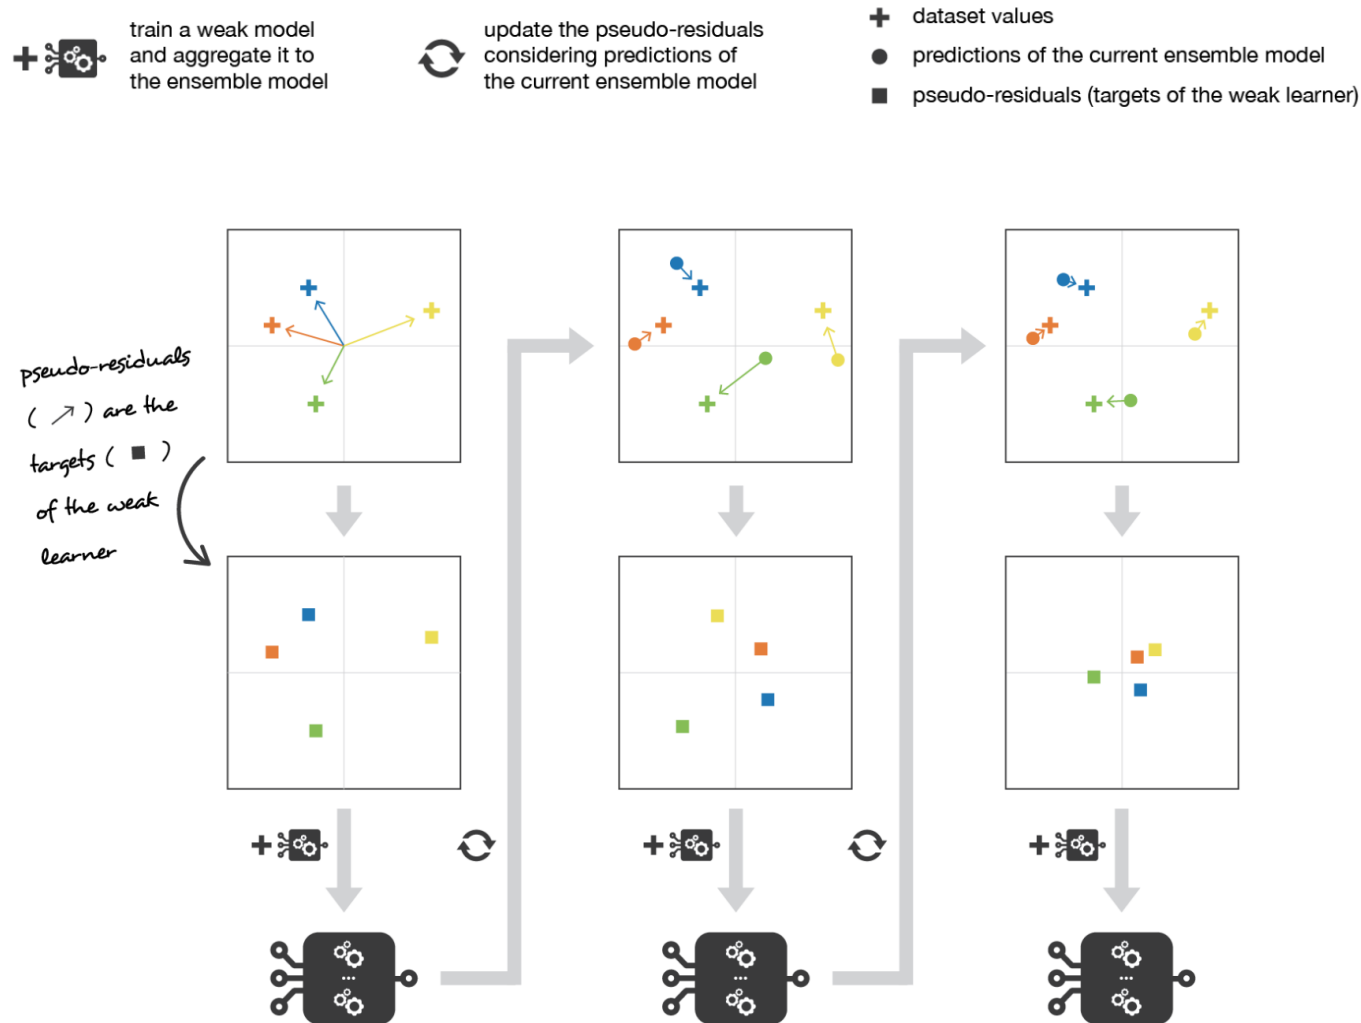 train a weak model
and aggregate it to
the ensemble model
update the pseudo-residuals
considering predictions of
the current ensemble model
dataset values
predictions of the current ensemble model
pseudo-residuals (targets of the weak learner)
pseudo-residuals
( ↗ ) are the
targets ( ■ )
of the weak
learner